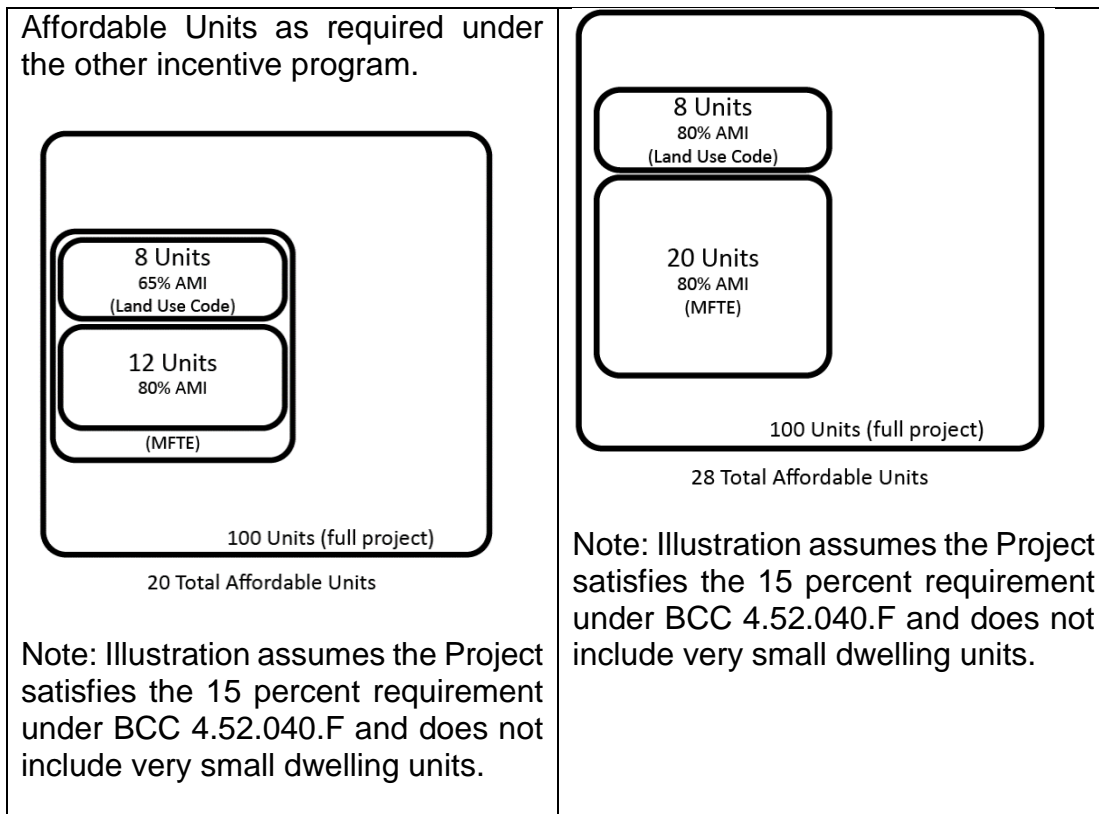 Affordable Units as required under
the other incentive program.
8 Units
65% AMI
(Land Use Code)
12 Units
80% AMI
(MFTE)
100 Units (full project)
20 Total Affordable Units
Note: Illustration assumes the Project
satisfies the 15 percent requirement
under BCC 4.52.040.F and does not
include very small dwelling units.
8 Units
80% AMI
(Land Use Code)
20 Units
80% AMI
(MFTE)
100 Units (full project)
28 Total Affordable Units
Note: Illustration assumes the Project
satisfies the 15 percent requirement
under BCC 4.52.040.F and does not
include very small dwelling units.